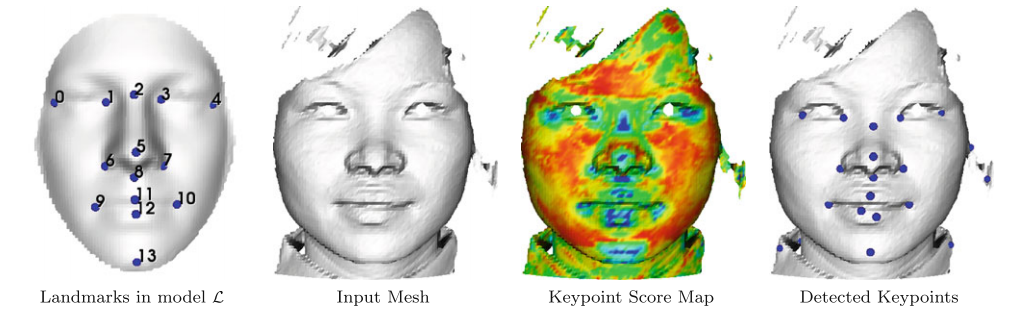 0 1 2 3 4
5
6 7
8
9 11 10
12
13
Landmarks in model ℒ
Input Mesh
Keypoint Score Map
Detected Keypoints